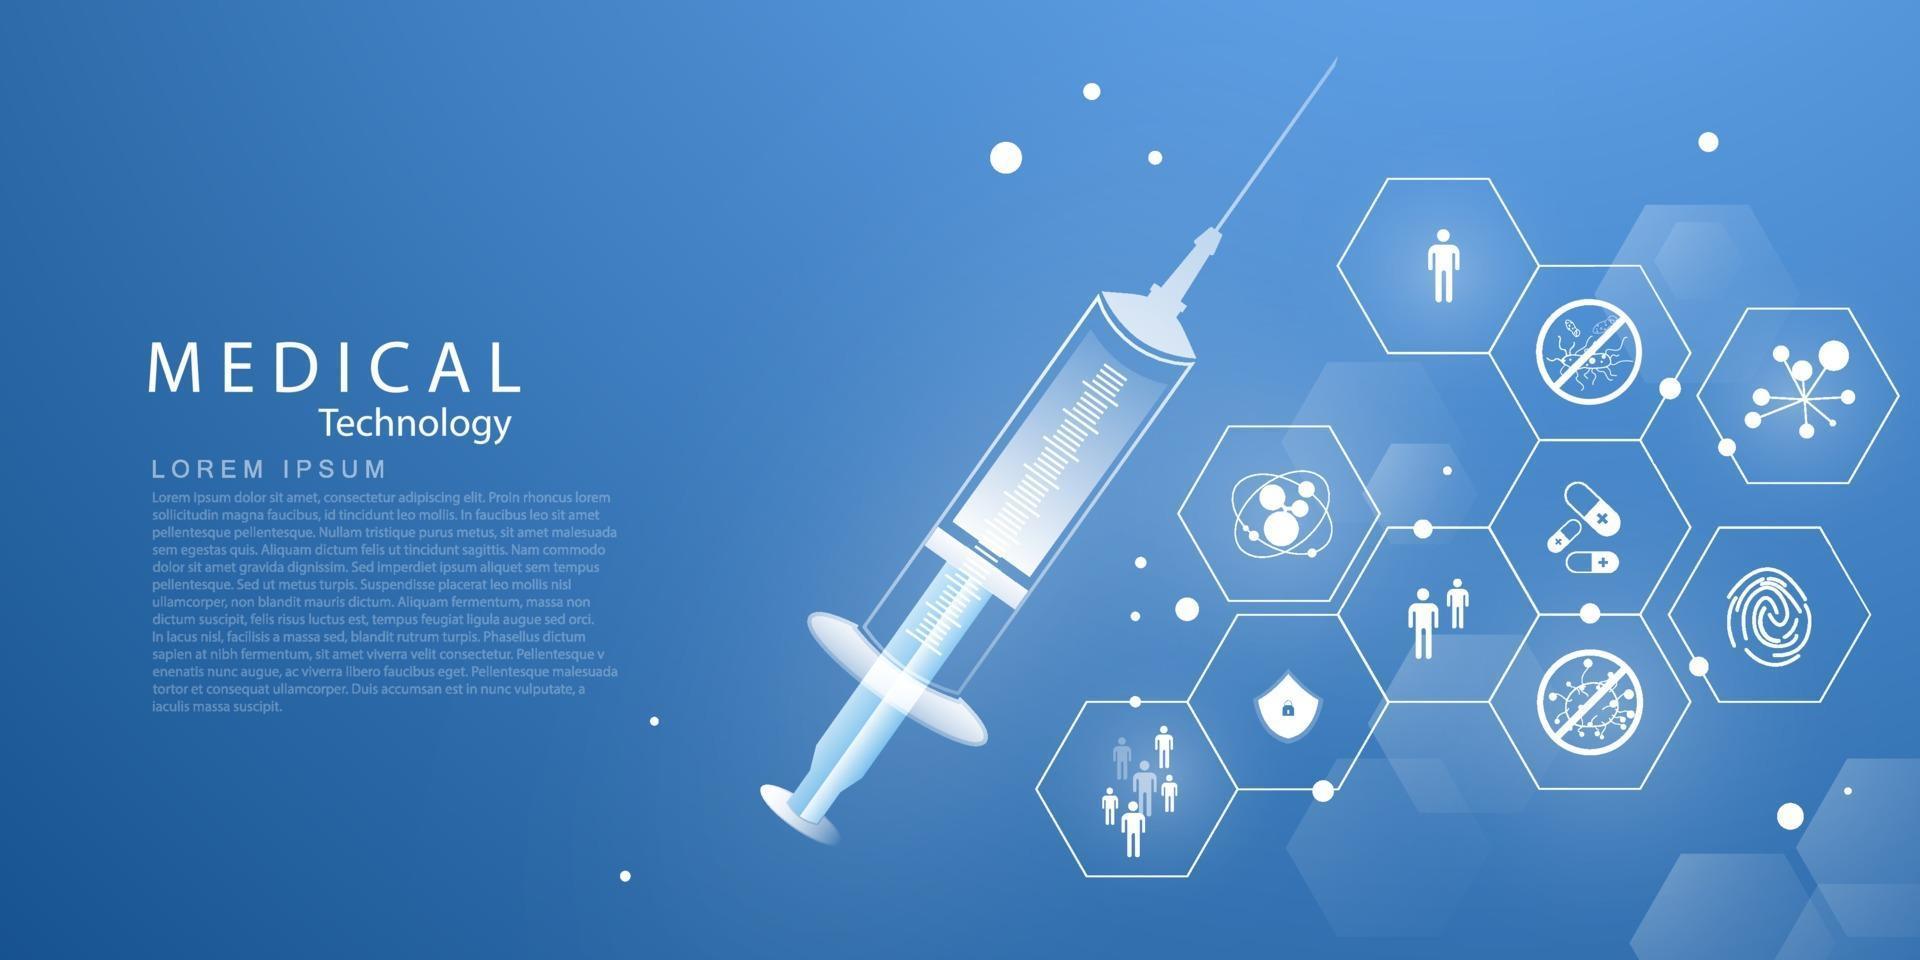 MEDICAL
Technology
LOREM IPSUM
Lorem ipsum dolor sit amet, consectetur adipiscing elit. Proin rhoncus lorem
sollicitudin magna faucibus, id tincidunt leo mollis. In faucibus leo sit amet
pellentesque pellentesque. Nullam tristique purus metus, sit amet malesuada
sem egestas quis. Aliquam dictum felis ut tincidunt sagittis. Nam commodo
dolor sit amet gravida dignissim. Sed imperdiet ipsum aliquet sem tempus
pellentesque. Sed ut metus turpis. Suspendisse placerat leo mollis nisl
ullamcorper, non blandit mauris dictum. Aliquam fermentum, massa non
dictum suscipit, felis risus luctus est, tempus feugiat ligula augue sed orci.
In lacus nisl, facilisis a massa sed, blandit rutrum turpis. Phasellus dictum
sapien at nibh fermentum, sit amet viverra velit consectetur. Pellentesque v
enenatis nunc augue, ac viverra libero faucibus eget. Pellentesque malesuada
tortor et consequat ullamcorper. Duis accumsan est in nunc vulputate, a
iaculis massa suscipit.